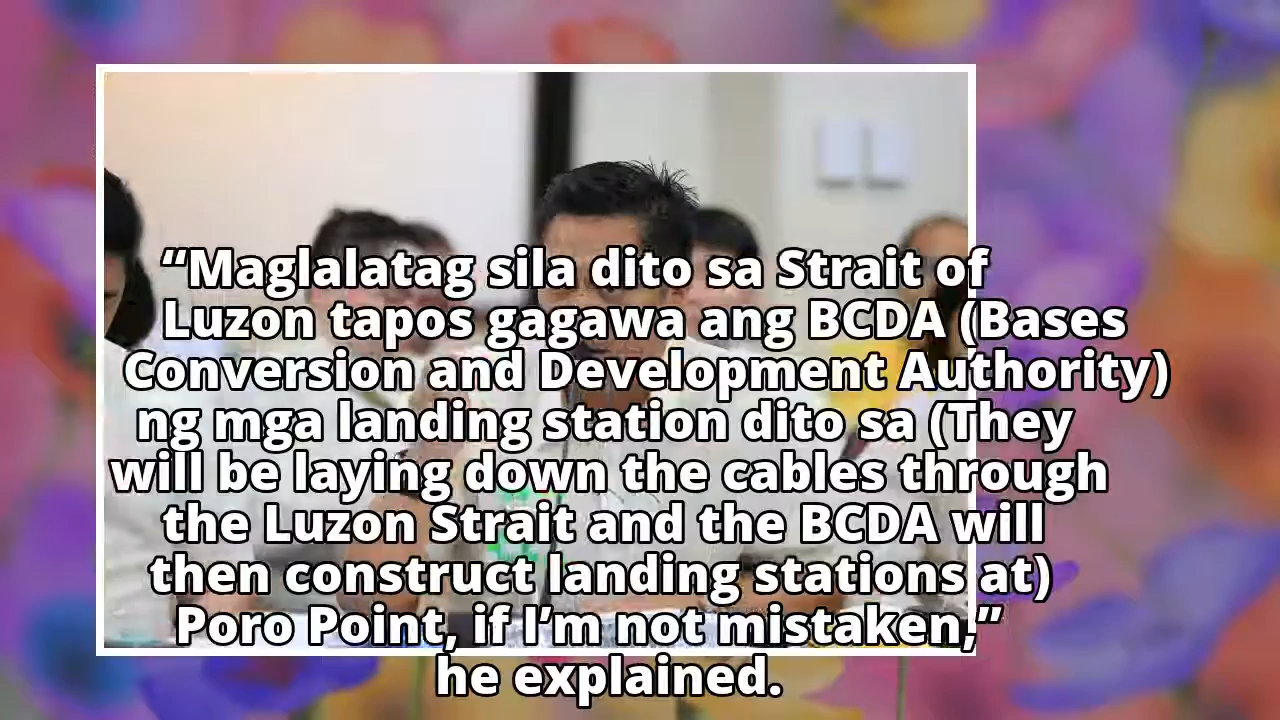 “Maglalatag sila dito sa Strait of
Luzon tapos gagawa ang BCDA (Bases
Conversion and Development Authority)
ng mga landing station dito sa (They
will be laying down the cables through
the Luzon Strait and the BCDA will
then construct landing stations at)
Poro Point, if I’m not mistaken,”
he explained.